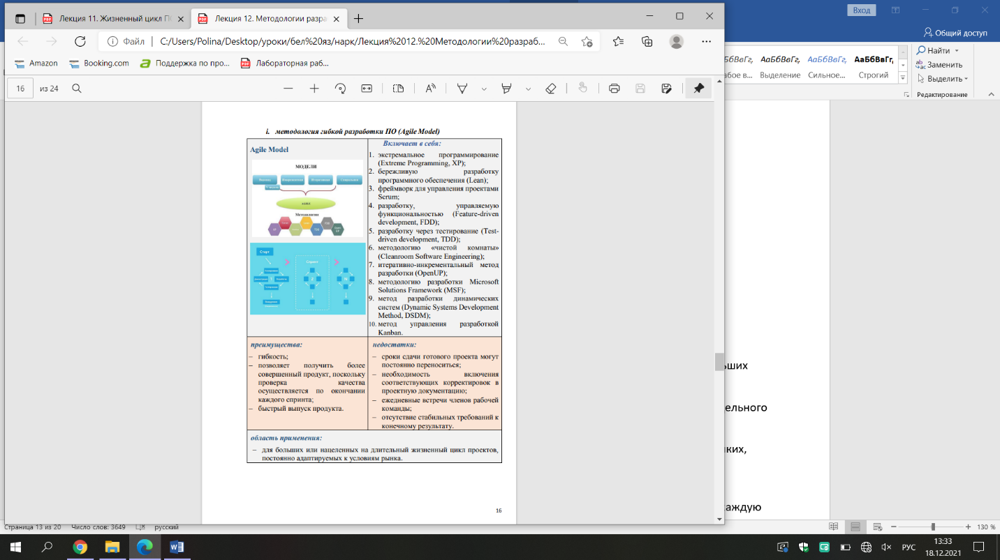 Лекция 11. Жизненный цикл ПО
Лекция 12. Методологии разра
Вход
Общий доступ
Файл
C:/Users/Polina/Desktop/уроки/бел%20яз/нарк/Лекция%2012.%20Методологии%20разраб...
Amazon
Booking.com
Поддержка по про...
Лабораторная раб...
16 из 24
АаБбВвГг, АаБбВвГг, АаБбВвГг, АаБбВвГг,
бое в... Выделение Сильное... Строгий
Найти
Заменить
Выделить
Редактирование
i. методология гибкой разработки ПО (Agile Model)
Agile Model
МОДЕЛИ
AGILE
Методологии
Старт
Спринт
Включает в себя:
1. экстремальное программирование
(Extreme Programming, XP);
2. бережливую разработку
программного обеспечения (Lean);
3. фреймворк для управления проектами
Scrum;
4. разработку, управляемую
функциональностью (Feature-driven
development, FDD);
5. разработку через тестирование (Test-
driven development, TDD);
6. методологию «чистой комнаты»
(Cleanroom Software Engineering);
7. итеративно-инкрементальный метод
разработки (OpenUP);
8. методологию разработки Microsoft
Solutions Framework (MSF);
9. метод разработки динамических
систем (Dynamic Systems Development
Method, DSDM);
10. метод управления разработкой
Kanban.
преимущества:
– гибкость;
– позволяет получить более
совершенный продукт, поскольку
проверка качества
осуществляется по окончании
каждого спринта;
– быстрый выпуск продукта.
недостатки:
– сроки сдачи готового проекта могут
постоянно переноситься;
– необходимость включения
соответствующих корректировок в
проектную документацию;
– ежедневные встречи членов рабочей
команды;
– отсутствие стабильных требований к
конечному результату.
область применения:
– для больших или нацеленных на длительный жизненный цикл проектов,
постоянно адаптируемых к условиям рынка.
16
ьших
ельного
ких,
аждую
Страница 13 из 20 Число слов: 3649 русский
130 %
РУС
13:33
18.12.2021